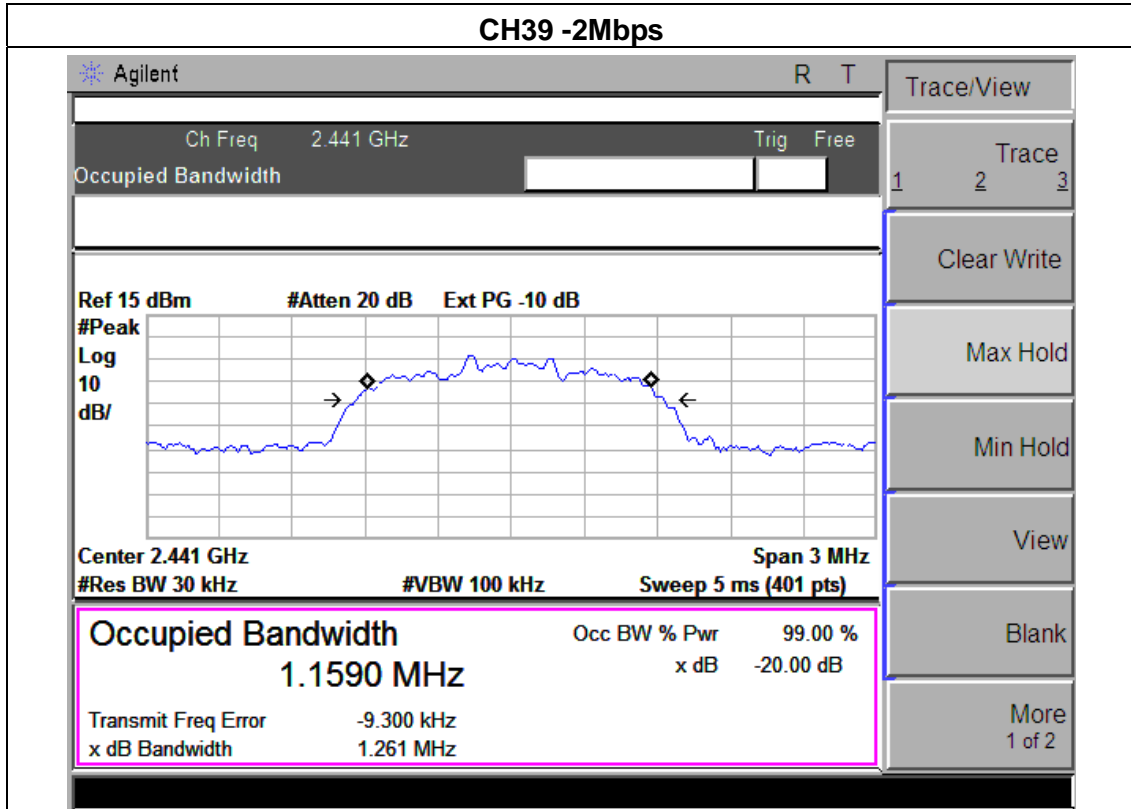 CH39 -2Mbps
Agilent R T
Trace/View
Ch Freq 2.441 GHz Trig Free
Occupied Bandwidth
Trace
1 2 3
Clear Write
Max Hold
Min Hold
View
Blank
More
1 of 2
Ref 15 dBm #Atten 20 dB Ext PG -10 dB
#Peak
Log
10
dB/
Center 2.441 GHz Span 3 MHz
#Res BW 30 kHz #VBW 100 kHz Sweep 5 ms (401 pts)
Occupied Bandwidth Occ BW % Pwr 99.00 %
1.1590 MHz x dB -20.00 dB
Transmit Freq Error -9.300 kHz
x dB Bandwidth 1.261 MHz